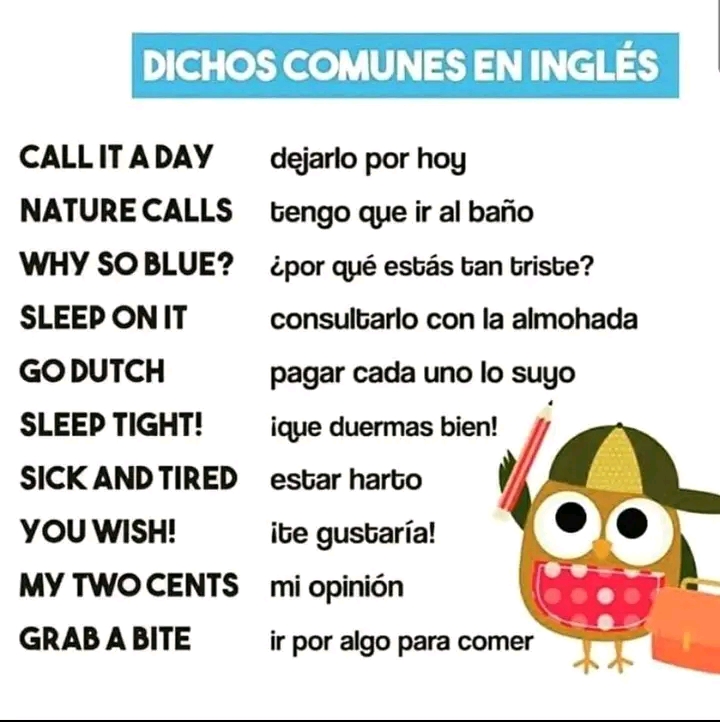 DICHOS COMUNES EN INGLÉS
CALL IT A DAY dejarlo por hoy
NATURE CALLS tengo que ir al baño
WHY SO BLUE? ¿por qué estás tan triste?
SLEEP ON IT consultarlo con la almohada
GO DUTCH pagar cada uno lo suyo
SLEEP TIGHT! ¡que duermas bien!
SICK AND TIRED estar harto
YOU WISH! ¡te gustaría!
MY TWO CENTS mi opinión
GRAB A BITE ir por algo para comer